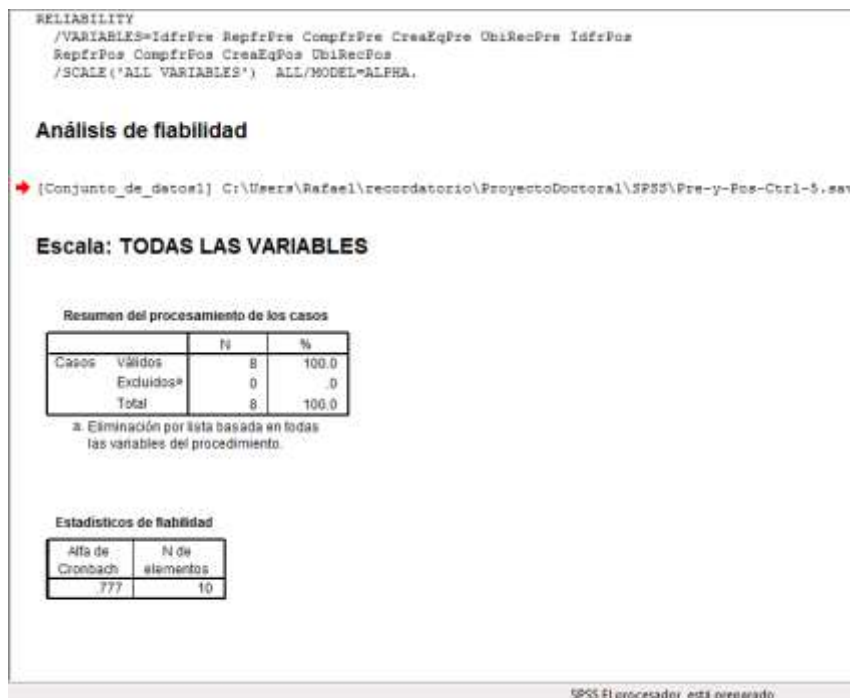 RELIABILITY
/VARIABLES=IdfrPre RepfrPre CompfrPre CreaEqPre UbiRecPre IdfrPos
RepfrPos CompfrPos CreaEqPos UbiRecPos
/SCALE('ALL VARIABLES') ALL/MODEL=ALPHA.
Análisis de fiabilidad
[Conjunto_de_datos1] C:\Users\Rafael\recordatorio\ProyectoDoctoral\SPSS\Pre-y-Pos-Ctrl-5.sav
Escala: TODAS LAS VARIABLES
Resumen del procesamiento de los casos
N %
Casos Válidos 8 100.0
Excluidosa 0 .0
Total 8 100.0
a. Eliminación por lista basada en todas
las variables del procedimiento.
Estadísticos de fiabilidad
Alfa de N de
Cronbach elementos
.777 10
SPSS El procesador está preparado